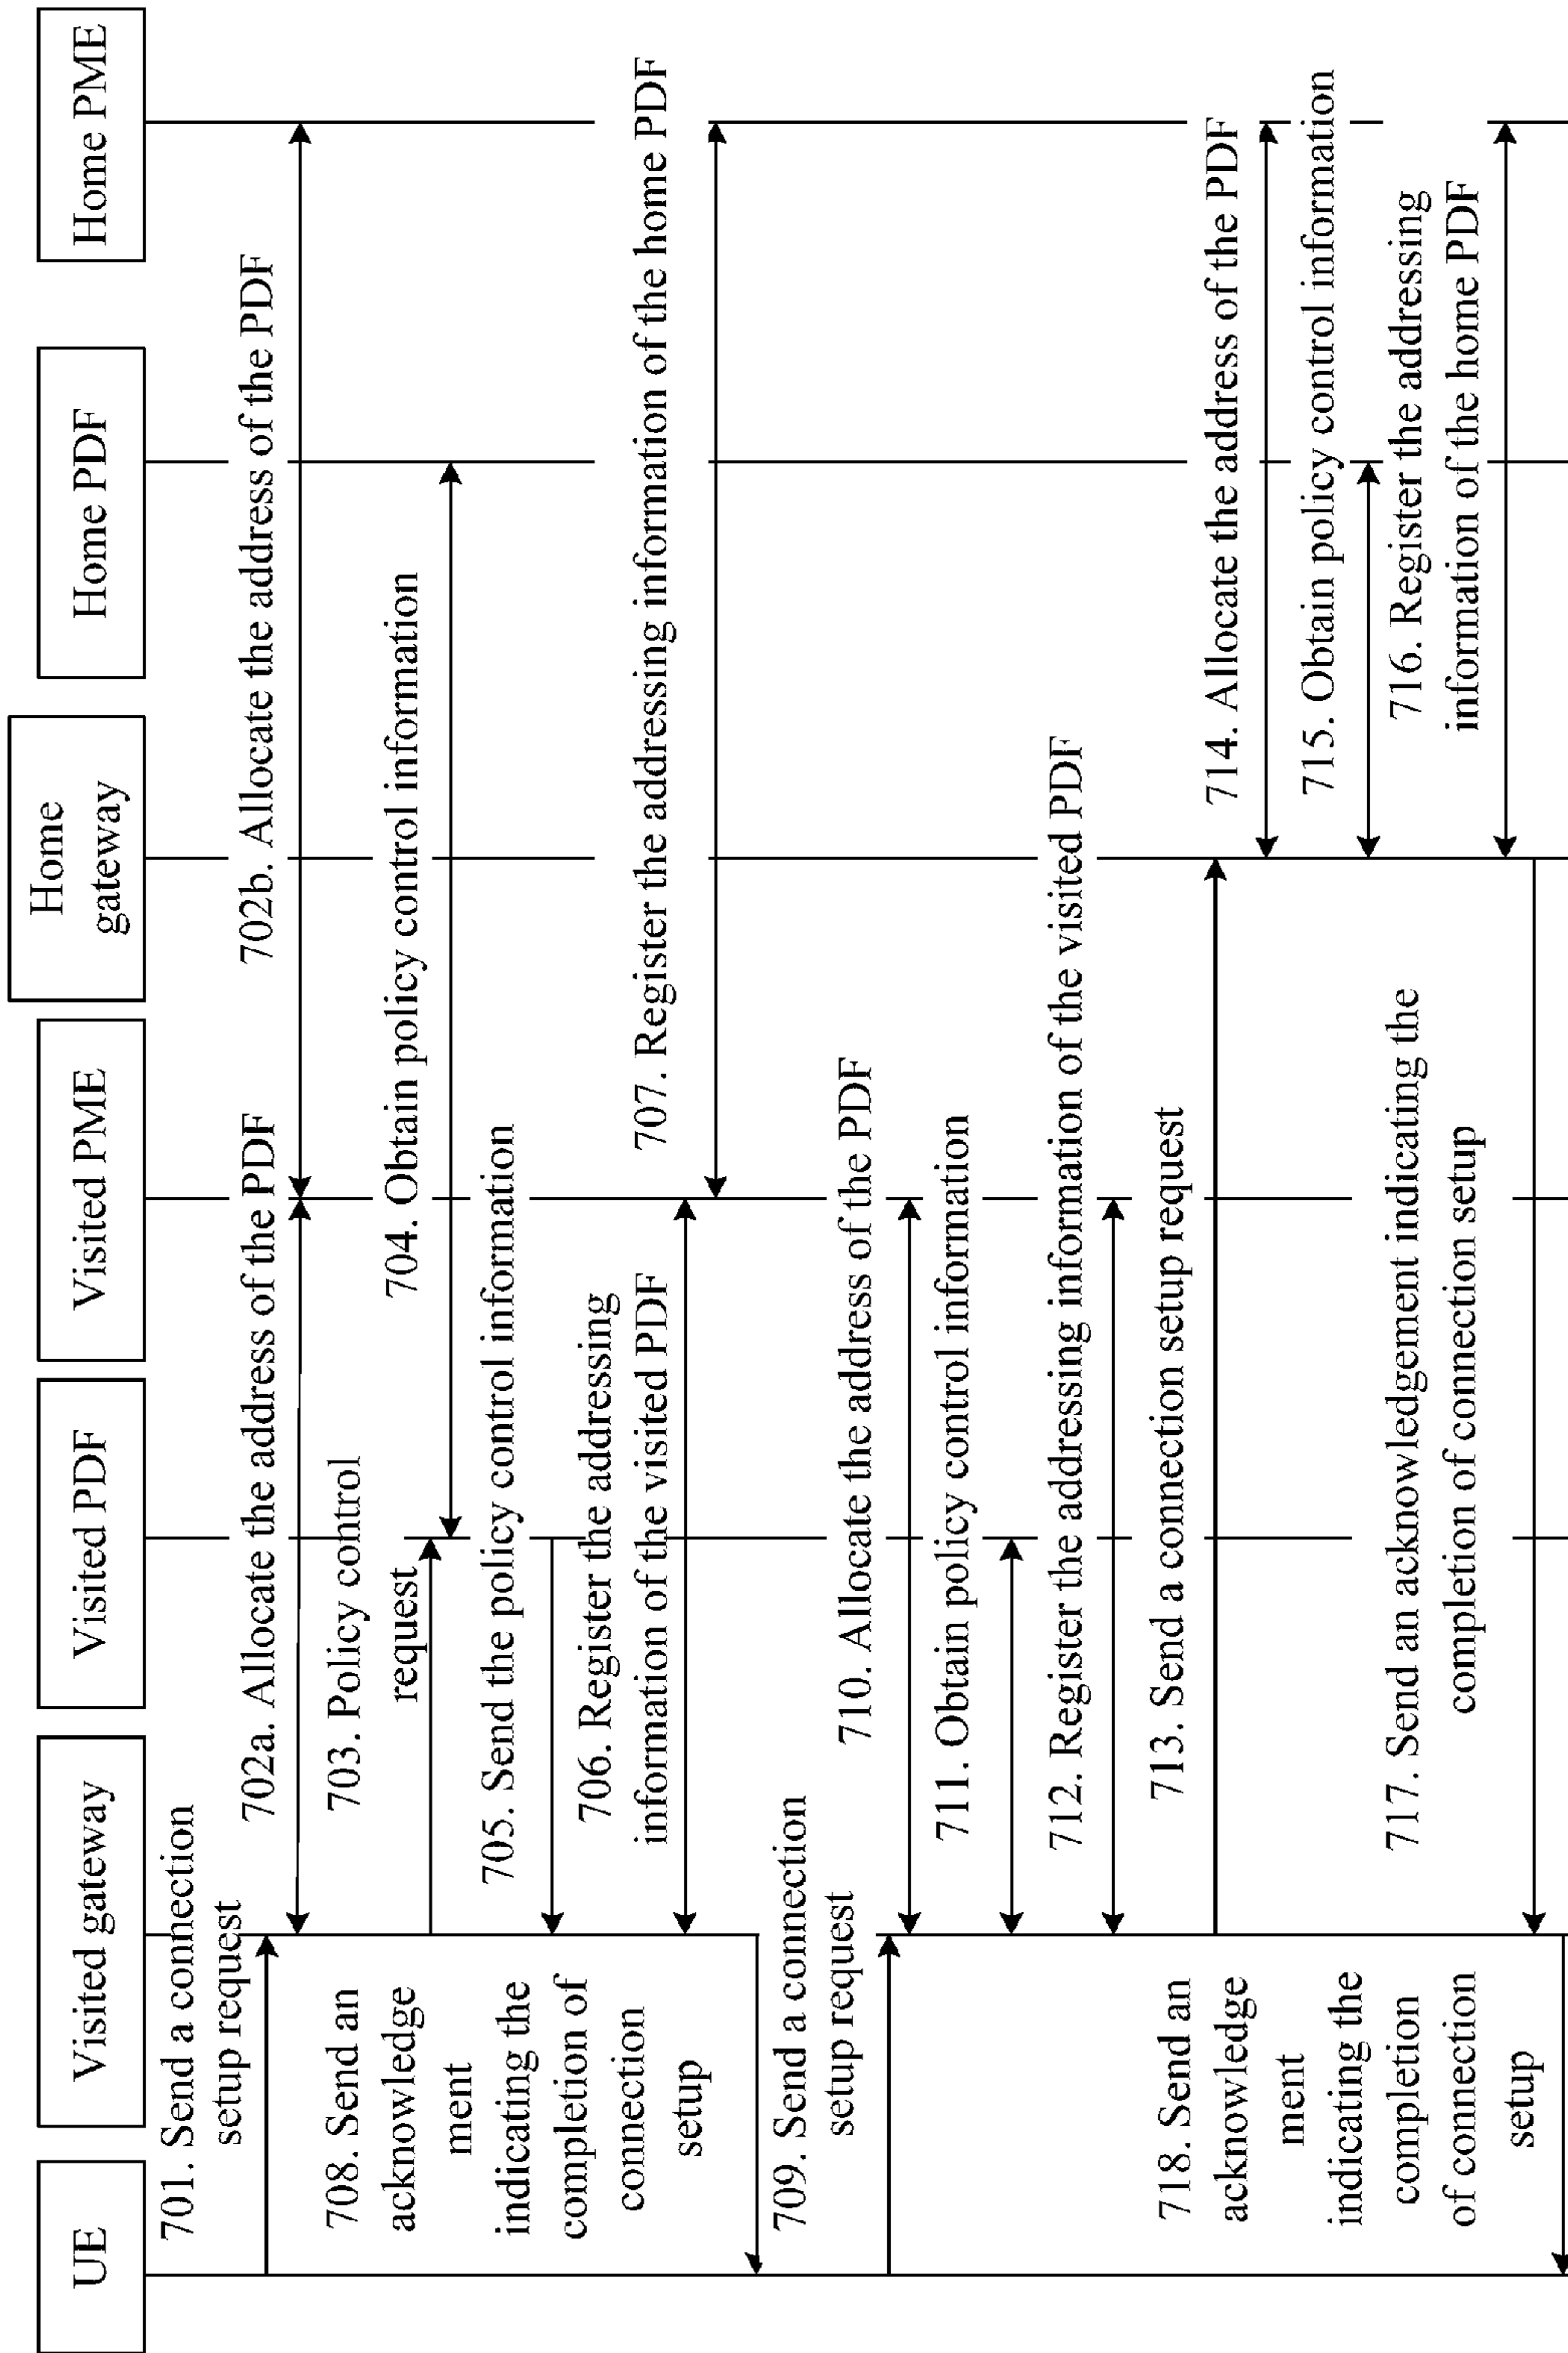 UE
Visited gateway
Visited PDF
Visited PME
Home
gateway
Home PDF
Home PME
701. Send a connection
setup request
702a. Allocate the address of the PDF
702b. Allocate the address of the PDF
703. Policy control
request
704. Obtain policy control information
705. Send the policy control information
706. Register the addressing
information of the visited PDF
707. Register the addressing information of the home PDF
708. Send an
acknowledge
ment
indicating the
completion of
connection
setup
709. Send a connection
setup request
710. Allocate the address of the PDF
711. Obtain policy control information
712. Register the addressing information of the visited PDF
713. Send a connection setup request
714. Allocate the address of the PDF
715. Obtain policy control information
716. Register the addressing
information of the home PDF
717. Send an acknowledgement indicating the
completion of connection setup
718. Send an
acknowledge
ment
indicating the
completion
of connection
setup